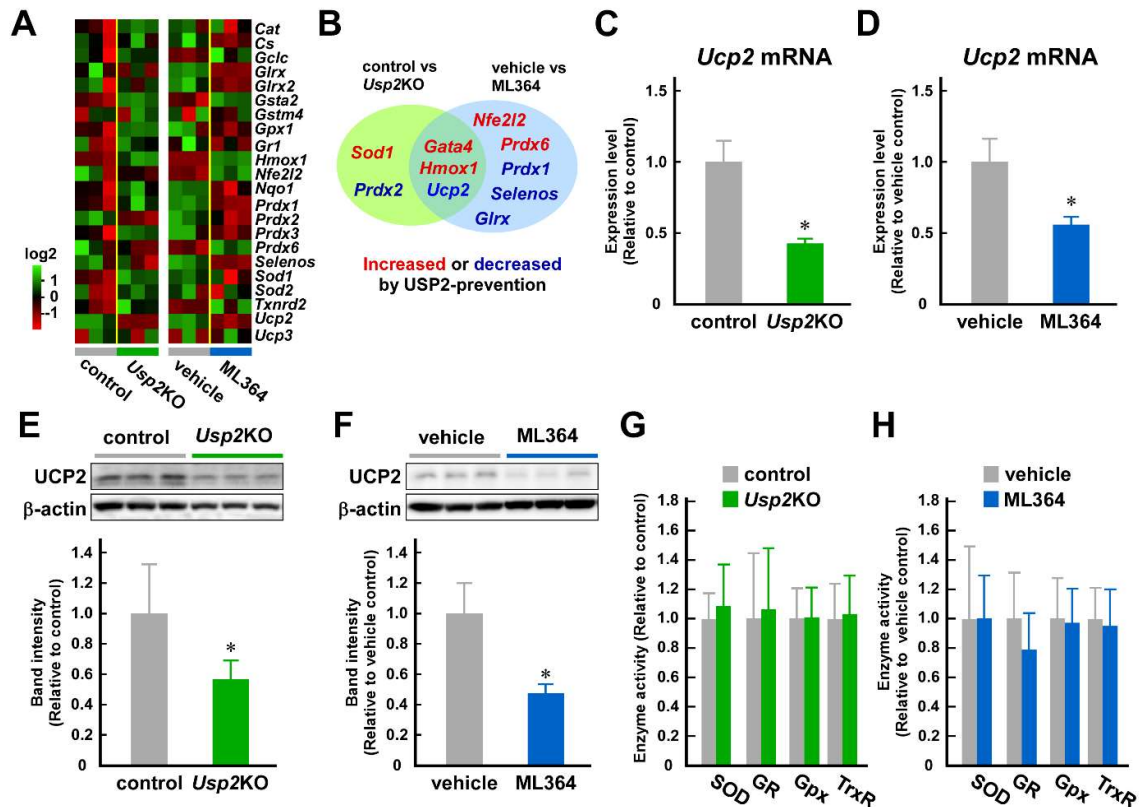 A
Cat
Cs
Gclc
Glrx
Glrx2
Gsta2
Gstm4
Gpx1
Gr1
Hmox1
Nfe2l2
Nqo1
Prdx1
Prdx2
Prdx3
Prdx6
Selenos
Sod1
Sod2
Txnrd2
Ucp2
Ucp3
log2
1
0
--1
control
Usp2KO
vehicle
ML364
B
control vs
Usp2KO
vehicle vs
ML364
Sod1
Prdx2
Gata4
Hmox1
Ucp2
Nfe2l2
Prdx6
Prdx1
Selenos
Glrx
Increased or decreased
by USP2-prevention
C
Ucp2 mRNA
Expression level
(Relative to control)
1.5
1.0
0.5
0
*
control Usp2KO
D
Ucp2 mRNA
Expression level
(Relative to vehicle control)
1.5
1.0
0.5
0
*
vehicle ML364
E
control Usp2KO
UCP2
β-actin
Band intensity
(Relative to control)
1.4
1.2
1.0
0.8
0.6
0.4
0.2
0
*
control Usp2KO
F
vehicle ML364
UCP2
β-actin
Band intensity
(Relative to vehicle control)
1.4
1.2
1.0
0.8
0.6
0.4
0.2
0
*
vehicle ML364
G
control
Usp2KO
Enzyme activity (Relative to control)
1.8
1.6
1.4
1.2
1.0
0.8
0.6
0.4
0.2
0
SOD GR Gpx TrxR
H
vehicle
ML364
Enzyme activity
(Relative to vehicle control)
1.8
1.6
1.4
1.2
1.0
0.8
0.6
0.4
0.2
0
SOD GR Gpx TrxR